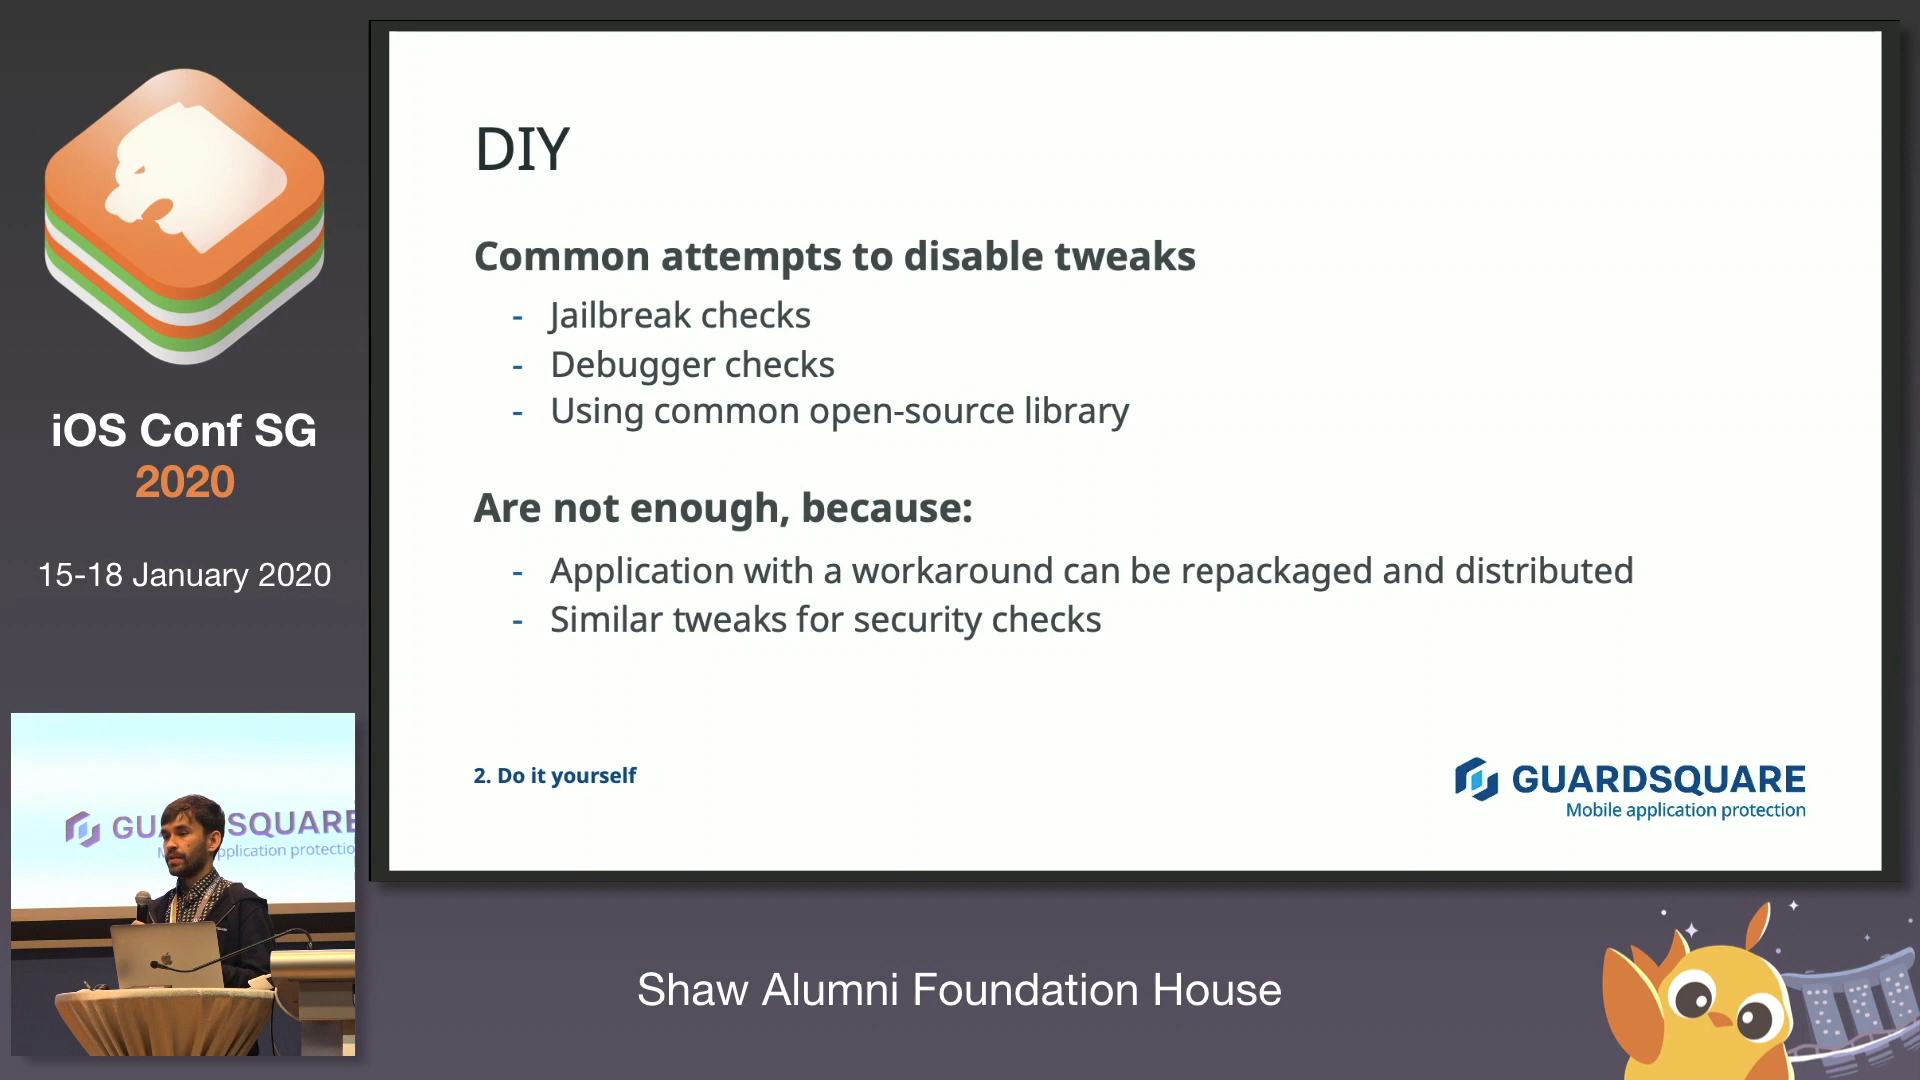 iOS Conf SG
2020
15-18 January 2020
DIY
Common attempts to disable tweaks
- Jailbreak checks
- Debugger checks
- Using common open-source library
Are not enough, because:
- Application with a workaround can be repackaged and distributed
- Similar tweaks for security checks
2. Do it yourself
GUARDSQUARE
Mobile application protection
Shaw Alumni Foundation House